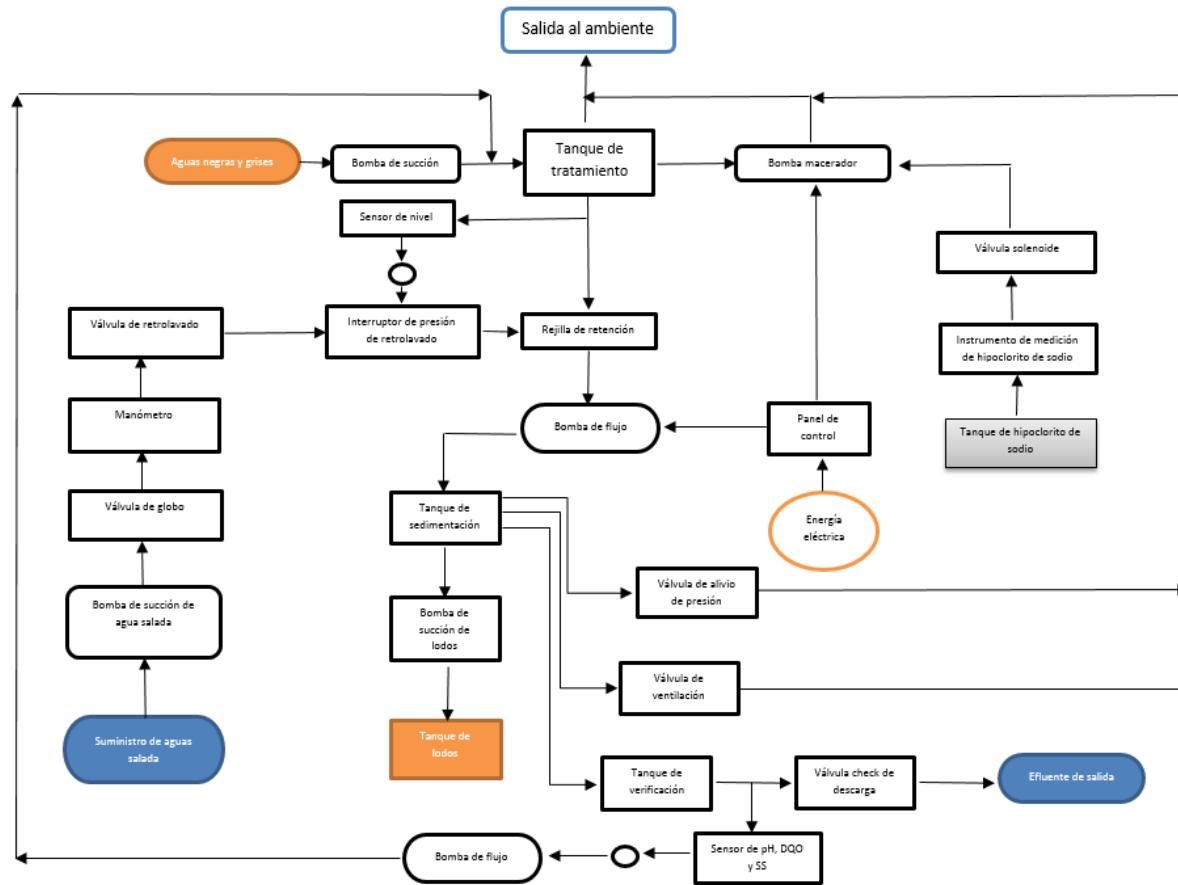 Salida al ambiente
Aguas negras y grises
Bomba de succión
Tanque de
tratamiento
Bomba macerador
Sensor de nivel
Válvula solenoide
Válvula de retrolavado
Interruptor de presión
de retrolavado
Rejilla de retención
Instrumento de medición
de hipoclorito de sodio
Manómetro
Bomba de flujo
Panel de
control
Tanque de hipoclorito de
sodio
Válvula de globo
Tanque de
sedimentación
Energía
eléctrica
Bomba de succión de
agua salada
Bomba de
succión de
lodos
Válvula de alivio
de presión
Válvula de
ventilación
Suministro de aguas
salada
Tanque de
lodos
Tanque de
verificación
Válvula check de
descarga
Efluente de salida
Bomba de flujo
Sensor de pH, DQO
y SS